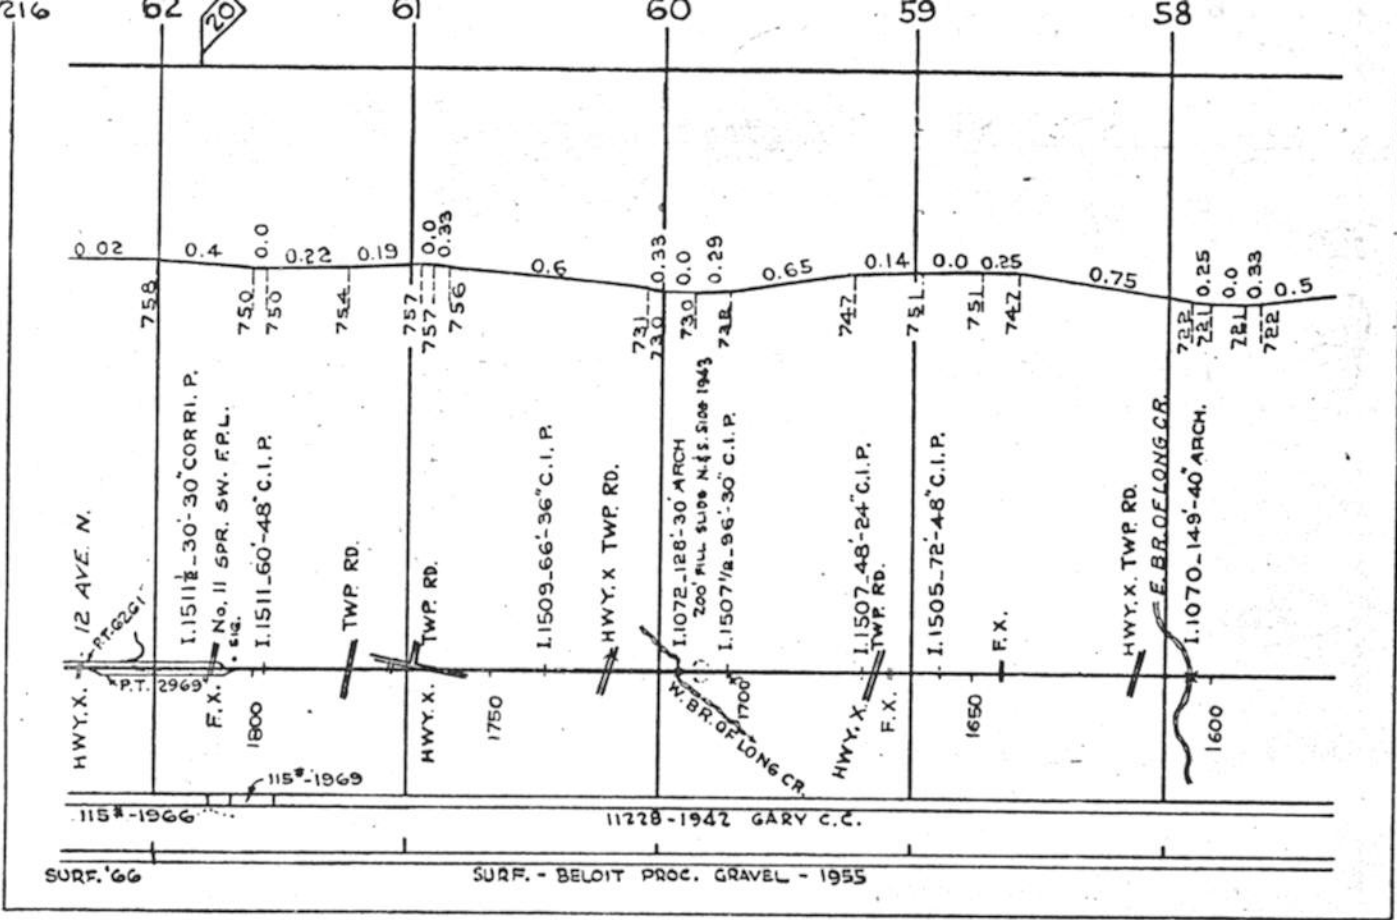 216 62 20 61 60 59 58
0.02 0.4 0.0 0.22 0.19 0.0 0.33 0.6 0.33 0.0 0.29 0.65 0.14 0.0 0.25 0.75 0.25 0.0 0.33 0.5
758 750 750 754 757 757 756 731 730 730 732 747 751 751 747 722 721 721 722
HWY. X. 12 AVE. N.
P.T. 6261
P.T. 2969'
I.1511½-30'-30" CORR I. P.
F.X. No. 11 SPR. SW. F.P.L.
SIG.
I.1511-60'-48" C.I.P.
1800
TWP. RD.
HWY. X. TWP. RD.
1750
I.1509-66'-36" C.I.P.
HWY. X TWP. RD.
I.1072-128'-30' ARCH
200' FILL SLIDE N.& S. SIDE 1943
I.1507½-96'-30" C.I.P.
1700
W. BR. OF LONG CR.
I.1507-48'-24" C.I.P.
HWY. X. TWP. RD.
F.X.
I.1505-72'-48" C.I.P.
1650
F.X.
HWY. X. TWP. RD.
E. BR. OF LONG CR.
I.1070-149'-40' ARCH.
1600
115#-1969
115#-1966
11228-1942 GARY C.C.
SURF. '66
SURF. - BELOIT PROC. GRAVEL - 1955